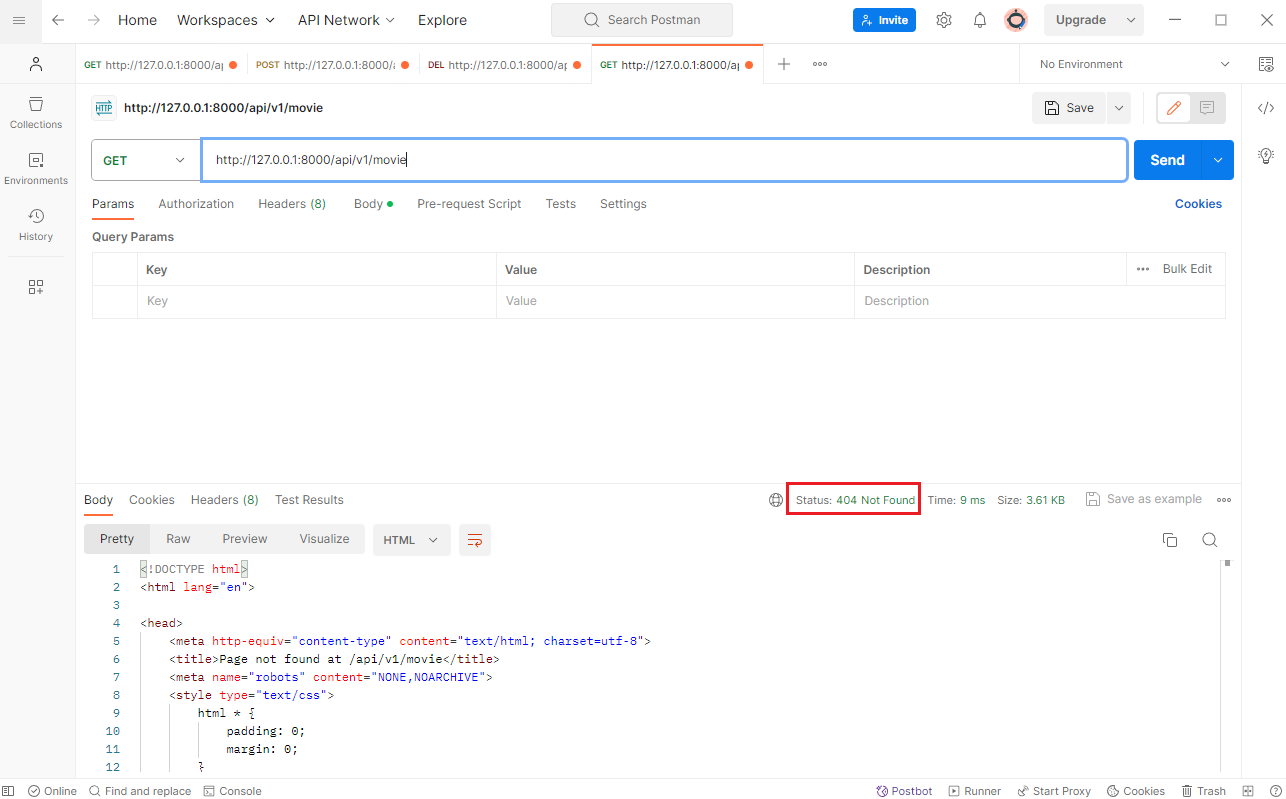 Home Workspaces API Network Explore Search Postman Invite Upgrade
GET http://127.0.0.1:8000/a POST http://127.0.0.1:8000/a DEL http://127.0.0.1:8000/ap GET http://127.0.0.1:8000/ap No Environment
HTTP http://127.0.0.1:8000/api/v1/movie Save
Collections
GET http://127.0.0.1:8000/api/v1/movie Send
Environments
Params Authorization Headers (8) Body Pre-request Script Tests Settings Cookies
History
Query Params
Key Value Description Bulk Edit
Key Value Description
Body Cookies Headers (8) Test Results Status: 404 Not Found Time: 9 ms Size: 3.61 KB Save as example
Pretty Raw Preview Visualize HTML
1 <!DOCTYPE html>
2 <html lang="en">
3
4 <head>
5 <meta http-equiv="content-type" content="text/html; charset=utf-8">
6 <title>Page not found at /api/v1/movie</title>
7 <meta name="robots" content="NONE,NOARCHIVE">
8 <style type="text/css">
9 html * {
10 padding: 0;
11 margin: 0;
12 }
Online Find and replace Console Postbot Runner Start Proxy Cookies Trash